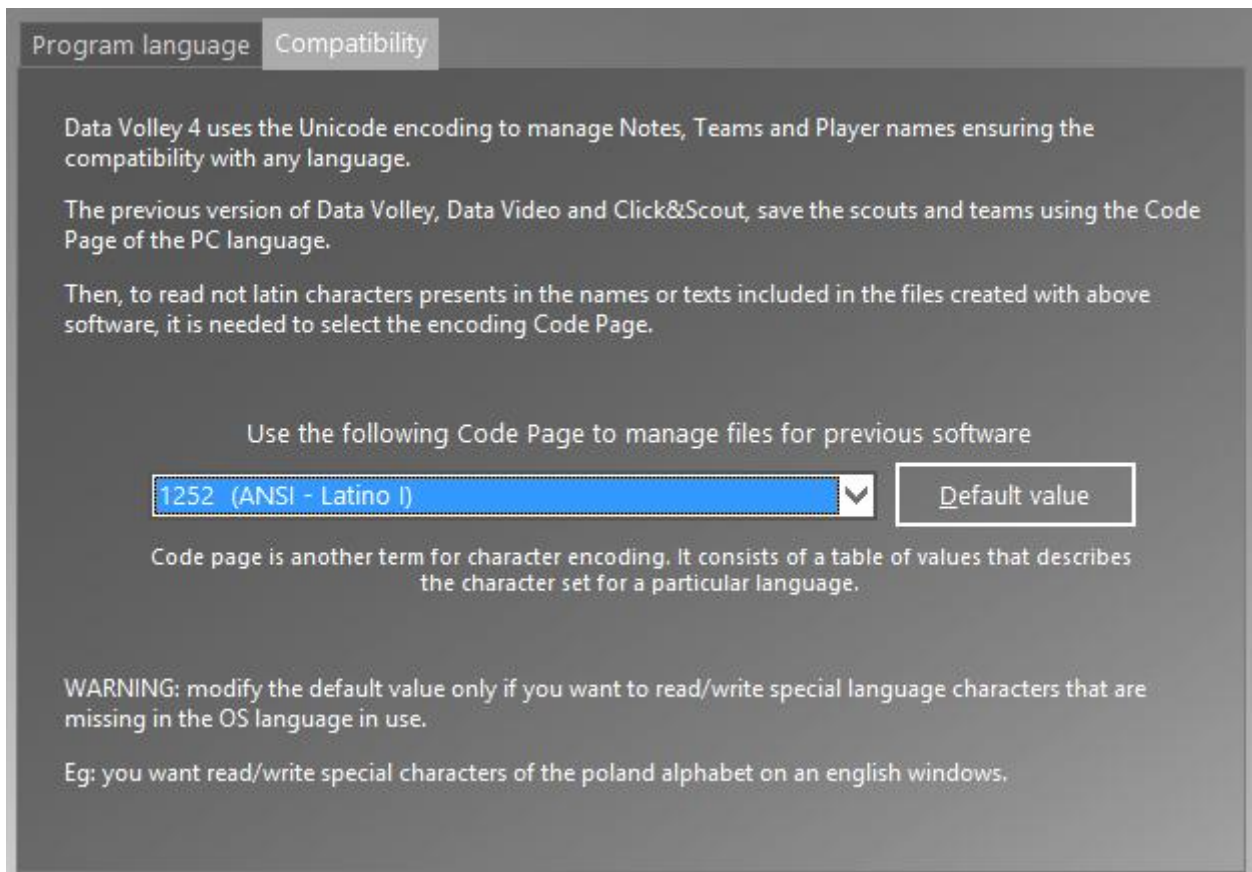 Program language
Compatibility
Data Volley 4 uses the Unicode encoding to manage Notes, Teams and Player names ensuring the
compatibility with any language.
The previous version of Data Volley, Data Video and Click&Scout, save the scouts and teams using the Code
Page of the PC language.
Then, to read not latin characters presents in the names or texts included in the files created with above
software, it is needed to select the encoding Code Page.
Use the following Code Page to manage files for previous software
1252 (ANSI - Latino I)
Default value
Code page is another term for character encoding. It consists of a table of values that describes
the character set for a particular language.
WARNING: modify the default value only if you want to read/write special language characters that are
missing in the OS language in use.
Eg: you want read/write special characters of the poland alphabet on an english windows.